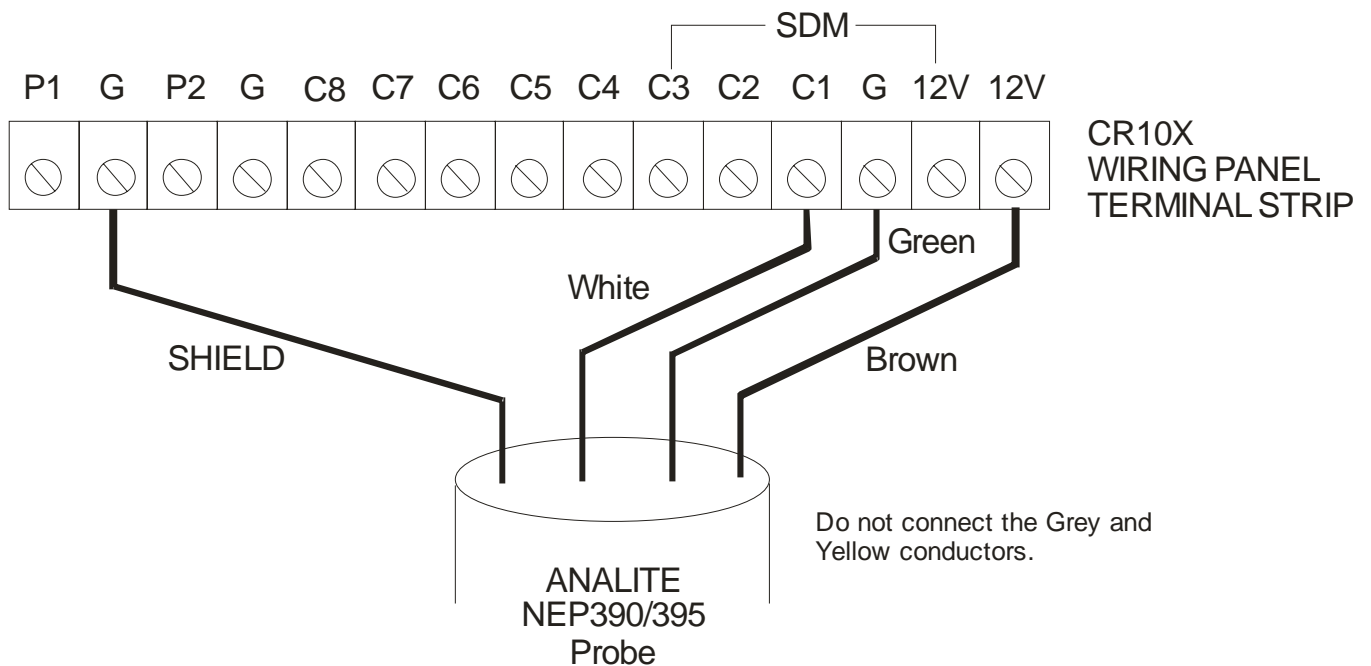 SDM
P1 G P2 G C8 C7 C6 C5 C4 C3 C2 C1 G 12V 12V
CR10X
WIRING PANEL
TERMINAL STRIP
Green
White
SHIELD
Brown
Do not connect the Grey and
Yellow conductors.
ANALITE
NEP390/395
Probe